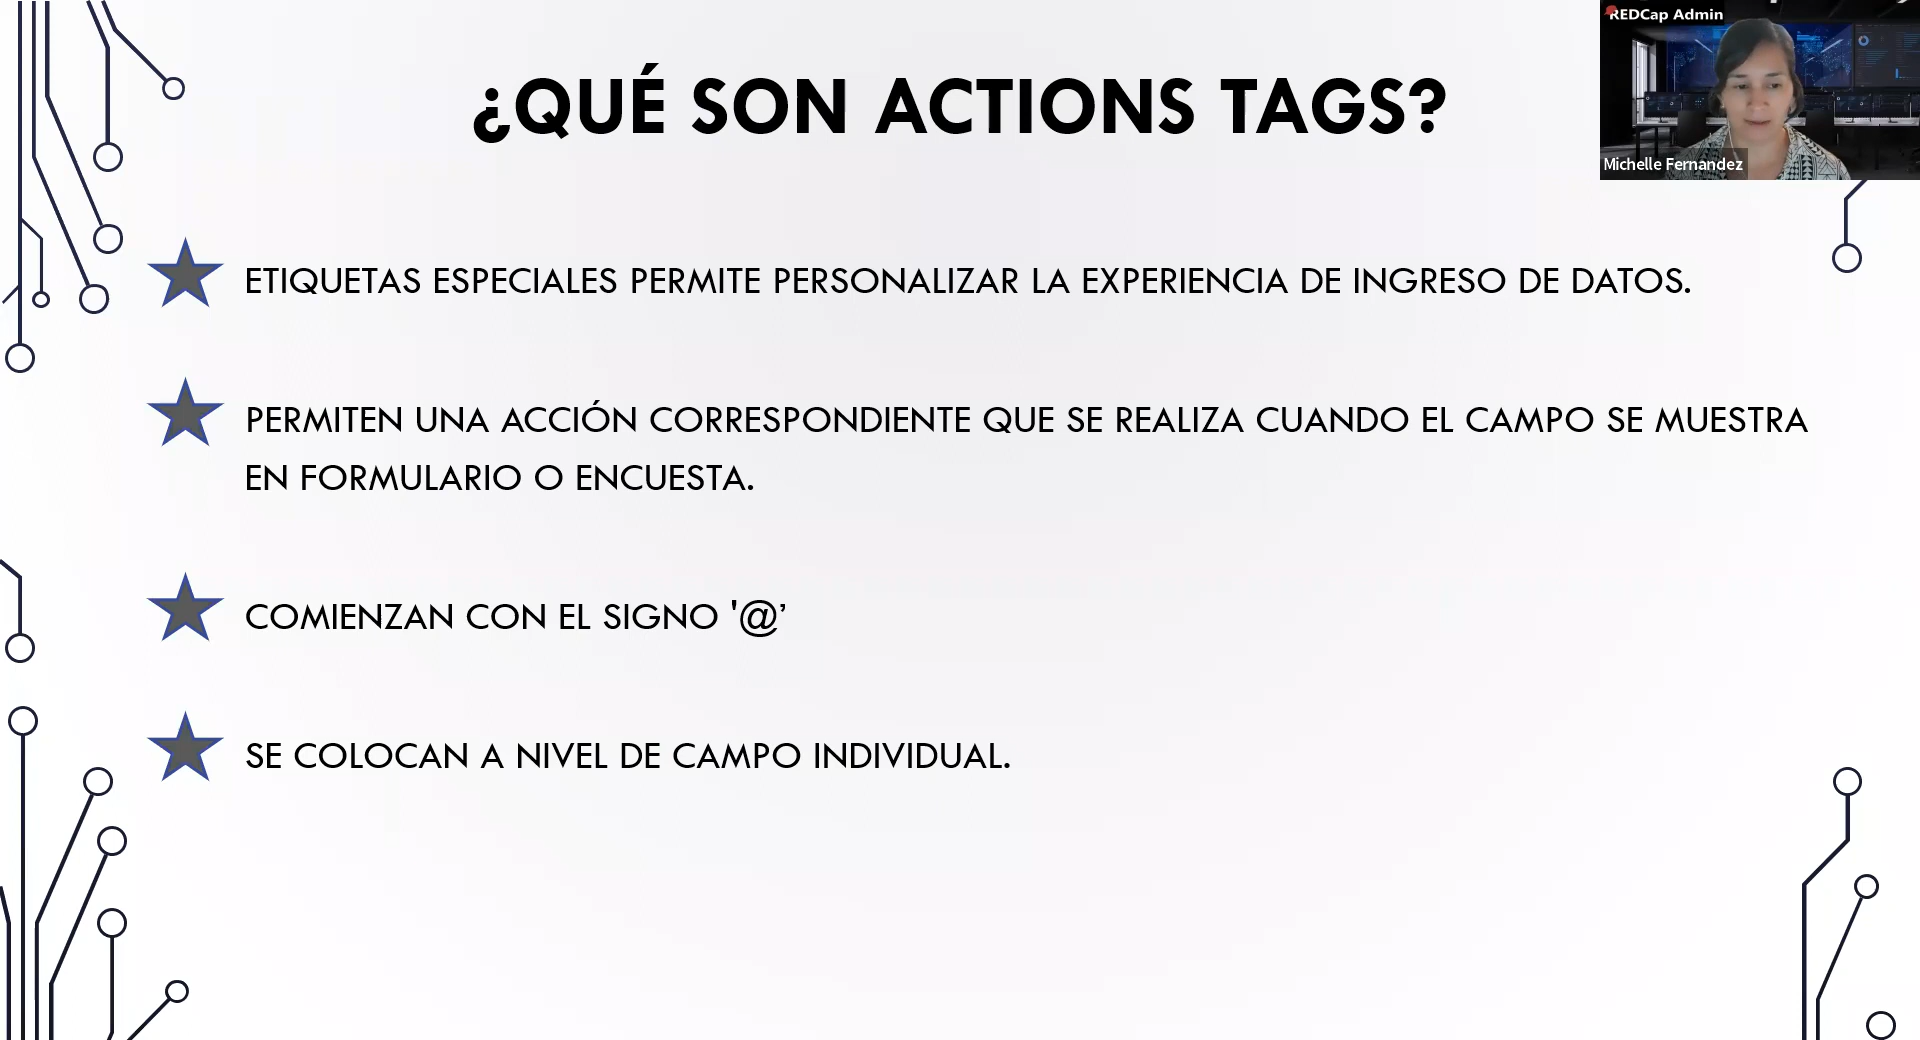 ¿QUÉ SON ACTIONS TAGS?
REDCap Admin
Michelle Fernandez
ETIQUETAS ESPECIALES PERMITE PERSONALIZAR LA EXPERIENCIA DE INGRESO DE DATOS.
PERMITEN UNA ACCIÓN CORRESPONDIENTE QUE SE REALIZA CUANDO EL CAMPO SE MUESTRA
EN FORMULARIO O ENCUESTA.
COMIENZAN CON EL SIGNO '@’
SE COLOCAN A NIVEL DE CAMPO INDIVIDUAL.